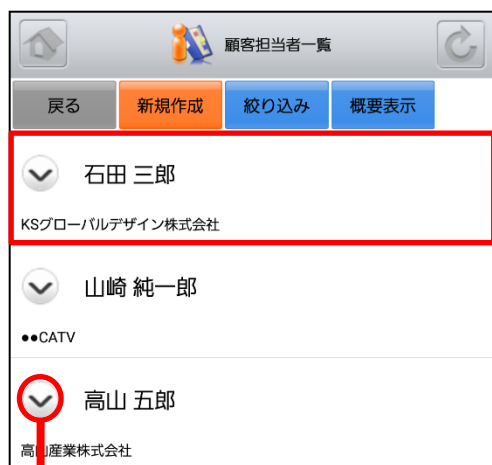 顧客担当者一覧
戻る 新規作成 絞り込み 概要表示
石田 三郎
KSグローバルデザイン株式会社
山崎 純一郎
●●CATV
高山 五郎
高山産業株式会社